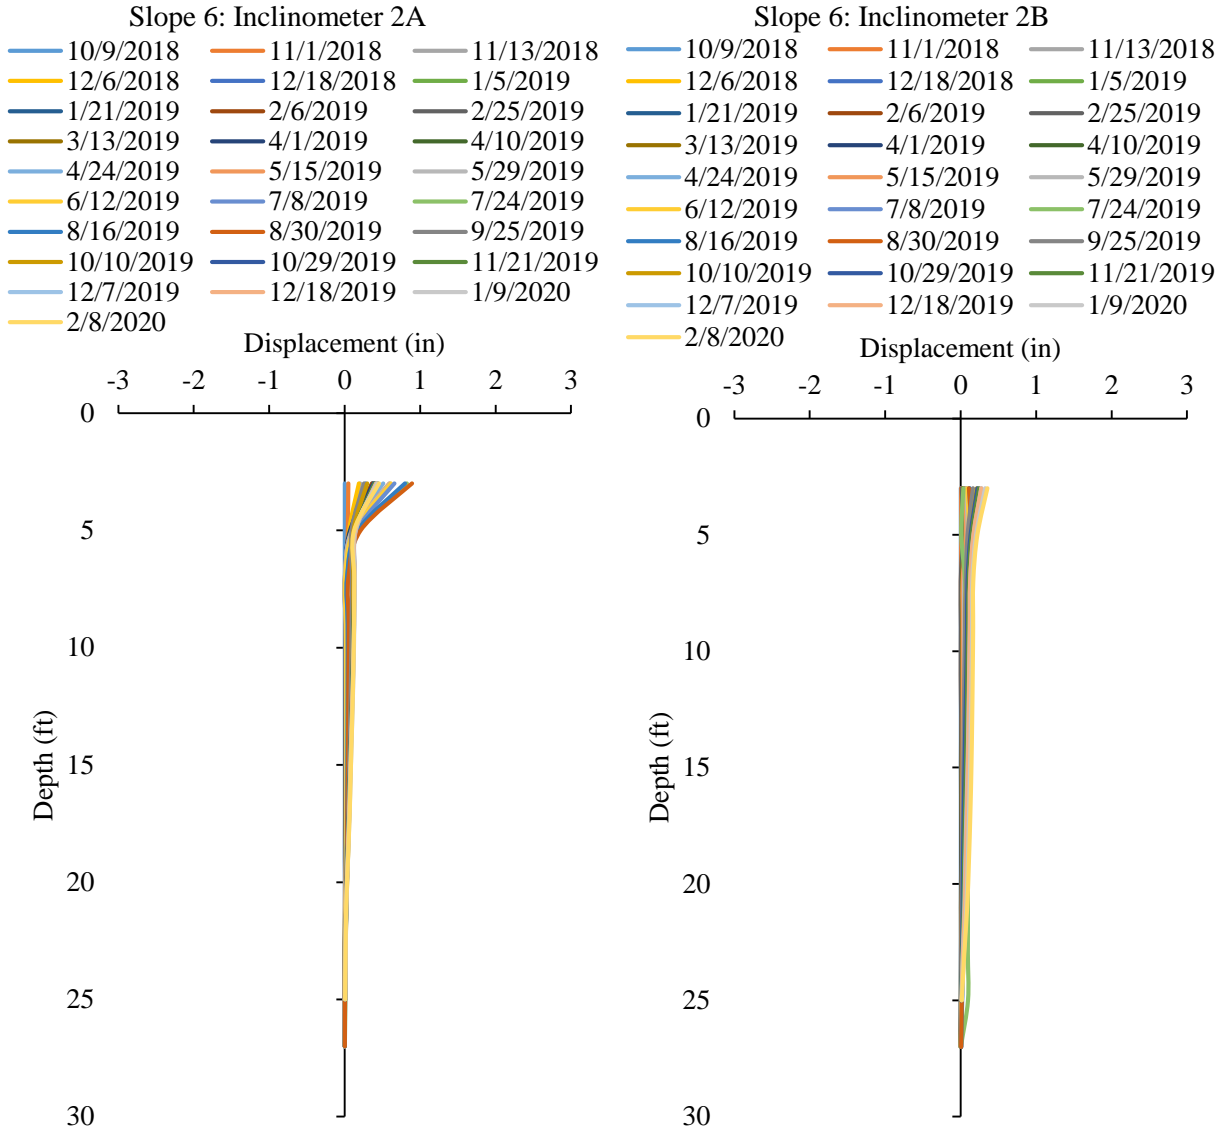 Slope 6: Inclinometer 2A
10/9/2018 11/1/2018 11/13/2018
12/6/2018 12/18/2018 1/5/2019
1/21/2019 2/6/2019 2/25/2019
3/13/2019 4/1/2019 4/10/2019
4/24/2019 5/15/2019 5/29/2019
6/12/2019 7/8/2019 7/24/2019
8/16/2019 8/30/2019 9/25/2019
10/10/2019 10/29/2019 11/21/2019
12/7/2019 12/18/2019 1/9/2020
2/8/2020
Displacement (in)
-3 -2 -1 0 1 2 3
0
5
10
15
20
25
30
Depth (ft)
Slope 6: Inclinometer 2B
10/9/2018 11/1/2018 11/13/2018
12/6/2018 12/18/2018 1/5/2019
1/21/2019 2/6/2019 2/25/2019
3/13/2019 4/1/2019 4/10/2019
4/24/2019 5/15/2019 5/29/2019
6/12/2019 7/8/2019 7/24/2019
8/16/2019 8/30/2019 9/25/2019
10/10/2019 10/29/2019 11/21/2019
12/7/2019 12/18/2019 1/9/2020
2/8/2020
Displacement (in)
-3 -2 -1 0 1 2 3
0
5
10
15
20
25
30
Depth (ft)